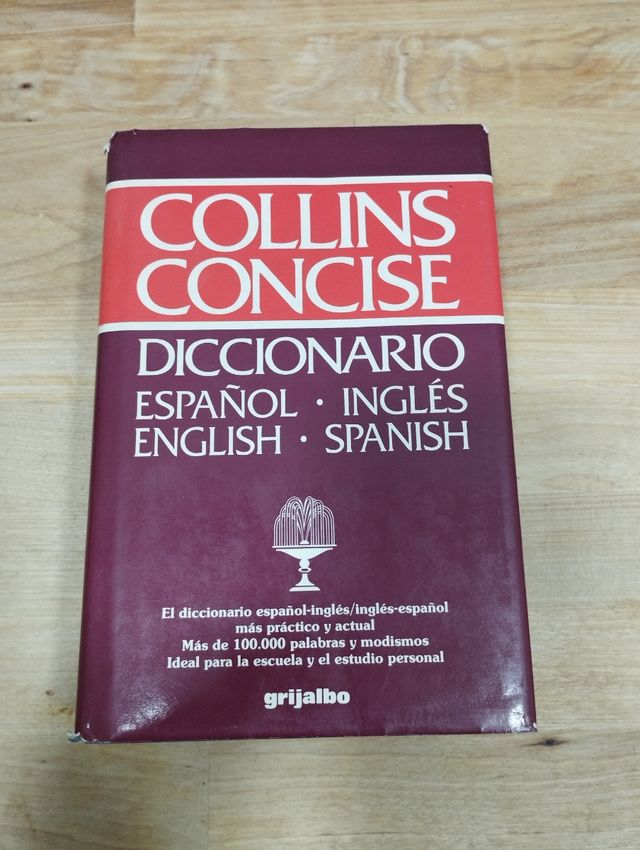 COLLINS
CONCISE
DICCIONARIO
ESPAÑOL · INGLÉS
ENGLISH · SPANISH
El diccionario español-inglés/inglés-español
más práctico y actual
Más de 100.000 palabras y modismos
Ideal para la escuela y el estudio personal
grijalbo